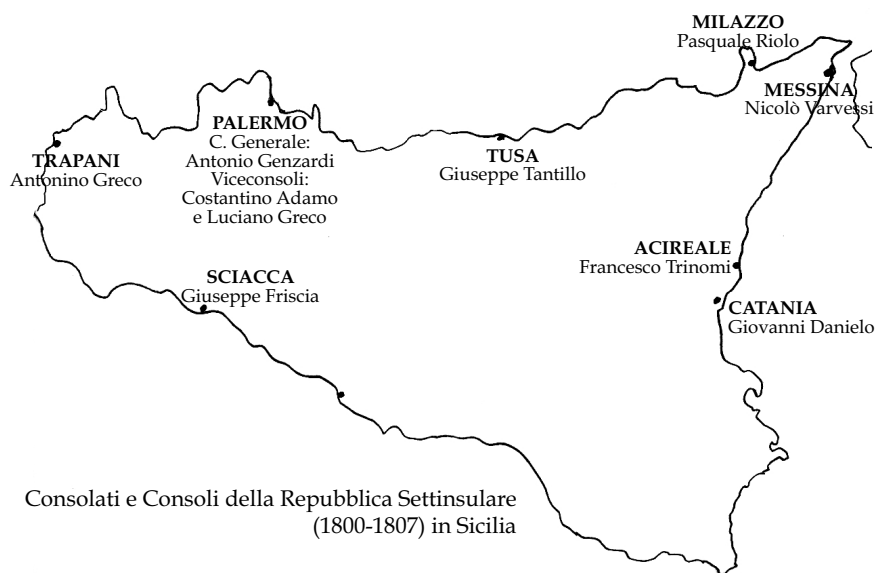 MILAZZO
Pasquale Riolo
MESSINA
Nicolò Varvessi
PALERMO
C. Generale:
Antonio Genzardi
Viceconsoli:
Costantino Adamo
e Luciano Greco
TRAPANI
Antonino Greco
TUSA
Giuseppe Tantillo
ACIREALE
Francesco Trinomi
SCIACCA
Giuseppe Friscia
CATANIA
Giovanni Danielo
Consolati e Consoli della Repubblica Settinsulare
(1800-1807) in Sicilia